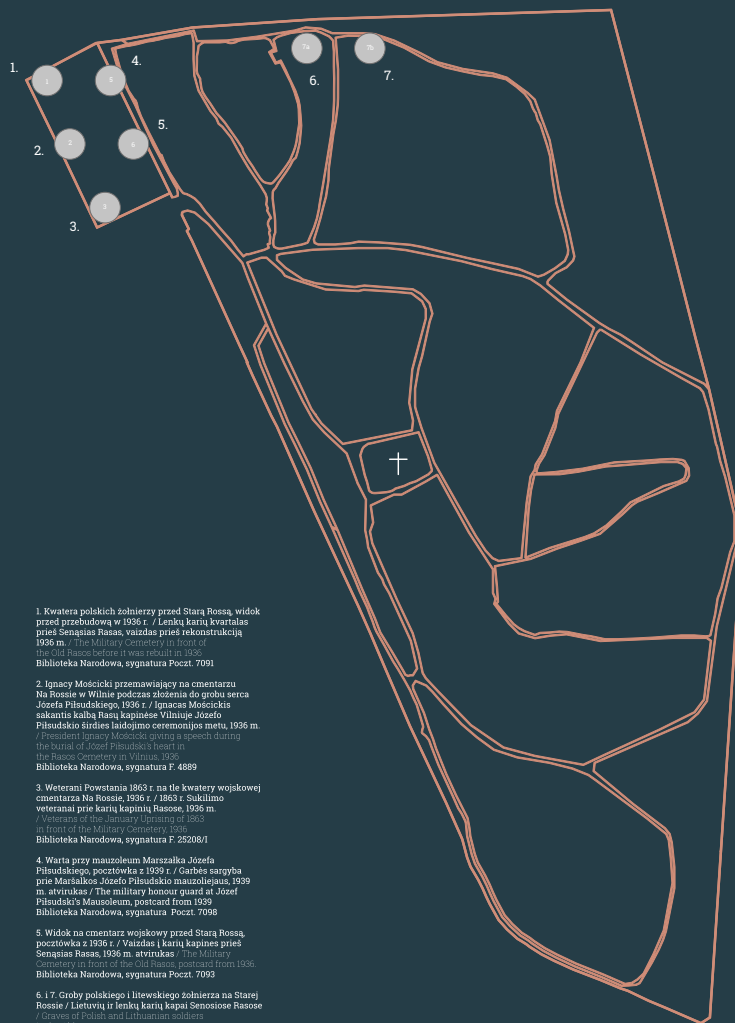 1.
2.
3.
4.
5.
6.
7.
1
2
3
5
6
7a
7b
1. Kwatera polskich żołnierzy przed Starą Rossą, widok
przed przebudową w 1936 r. / Lenkų karių kvartalas
prieš Senąsias Rasas, vaizdas prieš rekonstrukciją
1936 m. / The Military Cemetery in front of
the Old Rasos before it was rebuilt in 1936
Biblioteka Narodowa, sygnatura Poczt. 7091
2. Ignacy Mościcki przemawiający na cmentarzu
Na Rossie w Wilnie podczas złożenia do grobu serca
Józefa Piłsudskiego, 1936 r. / Ignacas Mościckis
sakantis kalbą Rasų kapinėse Vilniuje Józefo
Piłsudskio širdies laidojimo ceremonijos metu, 1936 m.
/ President Ignacy Mościcki giving a speech during
the burial of Józef Piłsudski's heart in
the Rasos Cemetery in Vilnius, 1936
Biblioteka Narodowa, sygnatura F. 4889
3. Weterani Powstania 1863 r. na tle kwatery wojskowej
cmentarza Na Rossie, 1936 r. / 1863 r. Sukilimo
veteranai prie karių kapinių Rasose, 1936 m.
/ Veterans of the January Uprising of 1863
in front of the Military Cemetery, 1936
Biblioteka Narodowa, sygnatura F. 25208/I
4. Warta przy mauzoleum Marszałka Józefa
Piłsudskiego, pocztówka z 1939 r. / Garbės sargyba
prie Maršalkos Józefo Piłsudskio mauzoliejaus, 1939
m. atvirukas / The military honour guard at Józef
Piłsudski's Mausoleum, postcard from 1939
Biblioteka Narodowa, sygnatura Poczt. 7098
5. Widok na cmentarz wojskowy przed Starą Rossą,
pocztówka z 1936 r. / Vaizdas į karių kapines prieš
Senąsias Rasas, 1936 m. atvirukas / The Military
Cemetery in front of the Old Rasos, postcard from 1936.
Biblioteka Narodowa, sygnatura Poczt. 7093
6. i 7. Groby polskiego i litewskiego żołnierza na Starej
Rossie / Lietuvių ir lenkų karių kapai Senosiose Rasose
/ Graves of Polish and Lithuanian soldiers